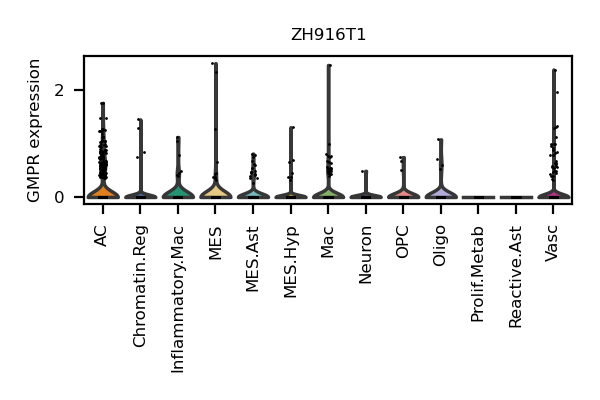 ZH916T1
GMPR expression
2
0
AC
Chromatin.Reg
Inflammatory.Mac
MES
MES.Ast
MES.Hyp
Mac
Neuron
OPC
Oligo
Prolif.Metab
Reactive.Ast
Vasc